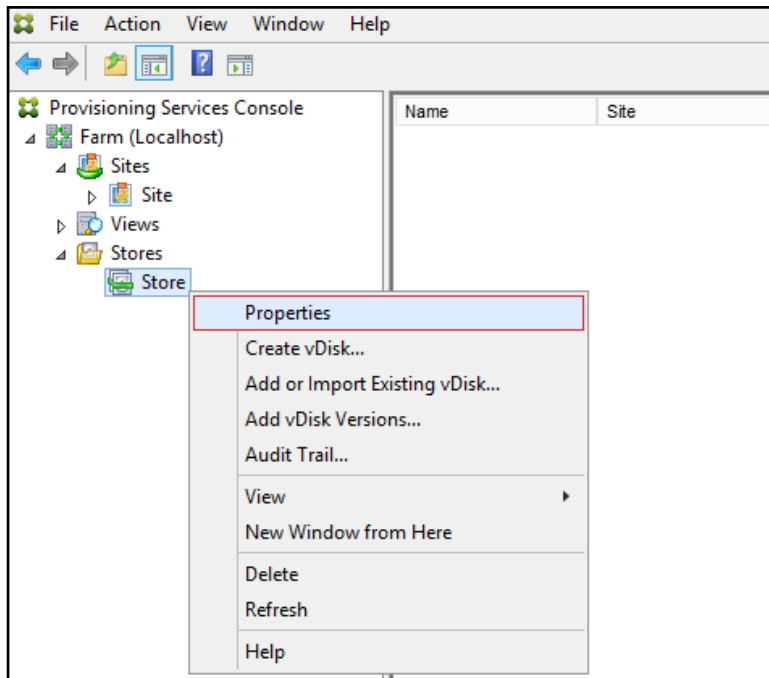 File Action View Window Help
Provisioning Services Console
Farm (Localhost)
Sites
Site
Views
Stores
Store
Name Site
Properties
Create vDisk...
Add or Import Existing vDisk...
Add vDisk Versions...
Audit Trail...
View
New Window from Here
Delete
Refresh
Help